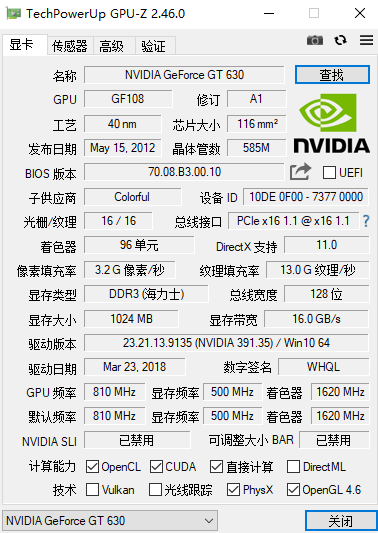 TechPowerUp GPU-Z 2.46.0
显卡 传感器 高级 验证
名称 NVIDIA GeForce GT 630 查找
GPU GF108 修订 A1
工艺 40 nm 芯片大小 116 mm²
发布日期 May 15, 2012 晶体管数 585M
NVIDIA
BIOS 版本 70.08.B3.00.10 UEFI
子供应商 Colorful 设备 ID 10DE 0F00 - 7377 0000
光栅/纹理 16 / 16 总线接口 PCIe x16 1.1 @ x16 1.1 ?
着色器 96 单元 DirectX 支持 11.0
像素填充率 3.2 G 像素/秒 纹理填充率 13.0 G 纹理/秒
显存类型 DDR3 (海力士) 总线宽度 128 位
显存大小 1024 MB 显存带宽 16.0 GB/s
驱动版本 23.21.13.9135 (NVIDIA 391.35) / Win10 64
驱动日期 Mar 23, 2018 数字签名 WHQL
GPU 频率 810 MHz 显存频率 500 MHz 着色器 1620 MHz
默认频率 810 MHz 显存频率 500 MHz 着色器 1620 MHz
NVIDIA SLI 已禁用 可调整大小 BAR 已禁用
计算能力 OpenCL CUDA 直接计算 DirectML
技术 Vulkan 光线跟踪 PhysX OpenGL 4.6
NVIDIA GeForce GT 630 关闭